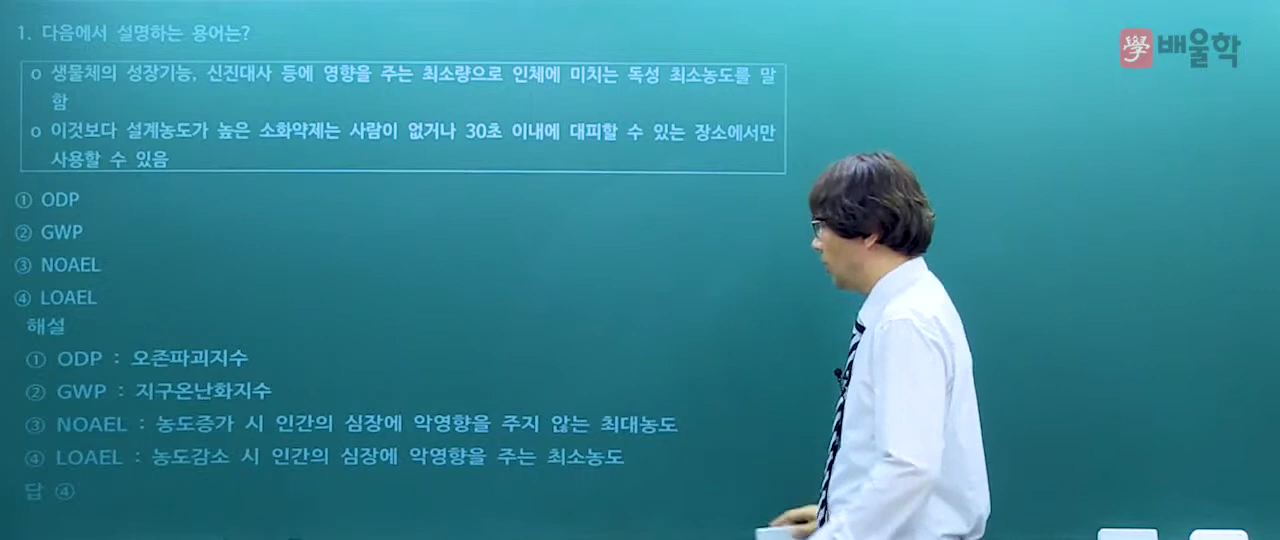 學 배울학
1. 다음에서 설명하는 용어는?
o 생물체의 성장기능, 신진대사 등에 영향을 주는 최소량으로 인체에 미치는 독성 최소농도를 말
함
o 이것보다 설계농도가 높은 소화약제는 사람이 없거나 30초 이내에 대피할 수 있는 장소에서만
사용할 수 있음
① ODP
② GWP
③ NOAEL
④ LOAEL
해설
① ODP : 오존파괴지수
② GWP : 지구온난화지수
③ NOAEL : 농도증가 시 인간의 심장에 악영향을 주지 않는 최대농도
④ LOAEL : 농도감소 시 인간의 심장에 악영향을 주는 최소농도
답 ④